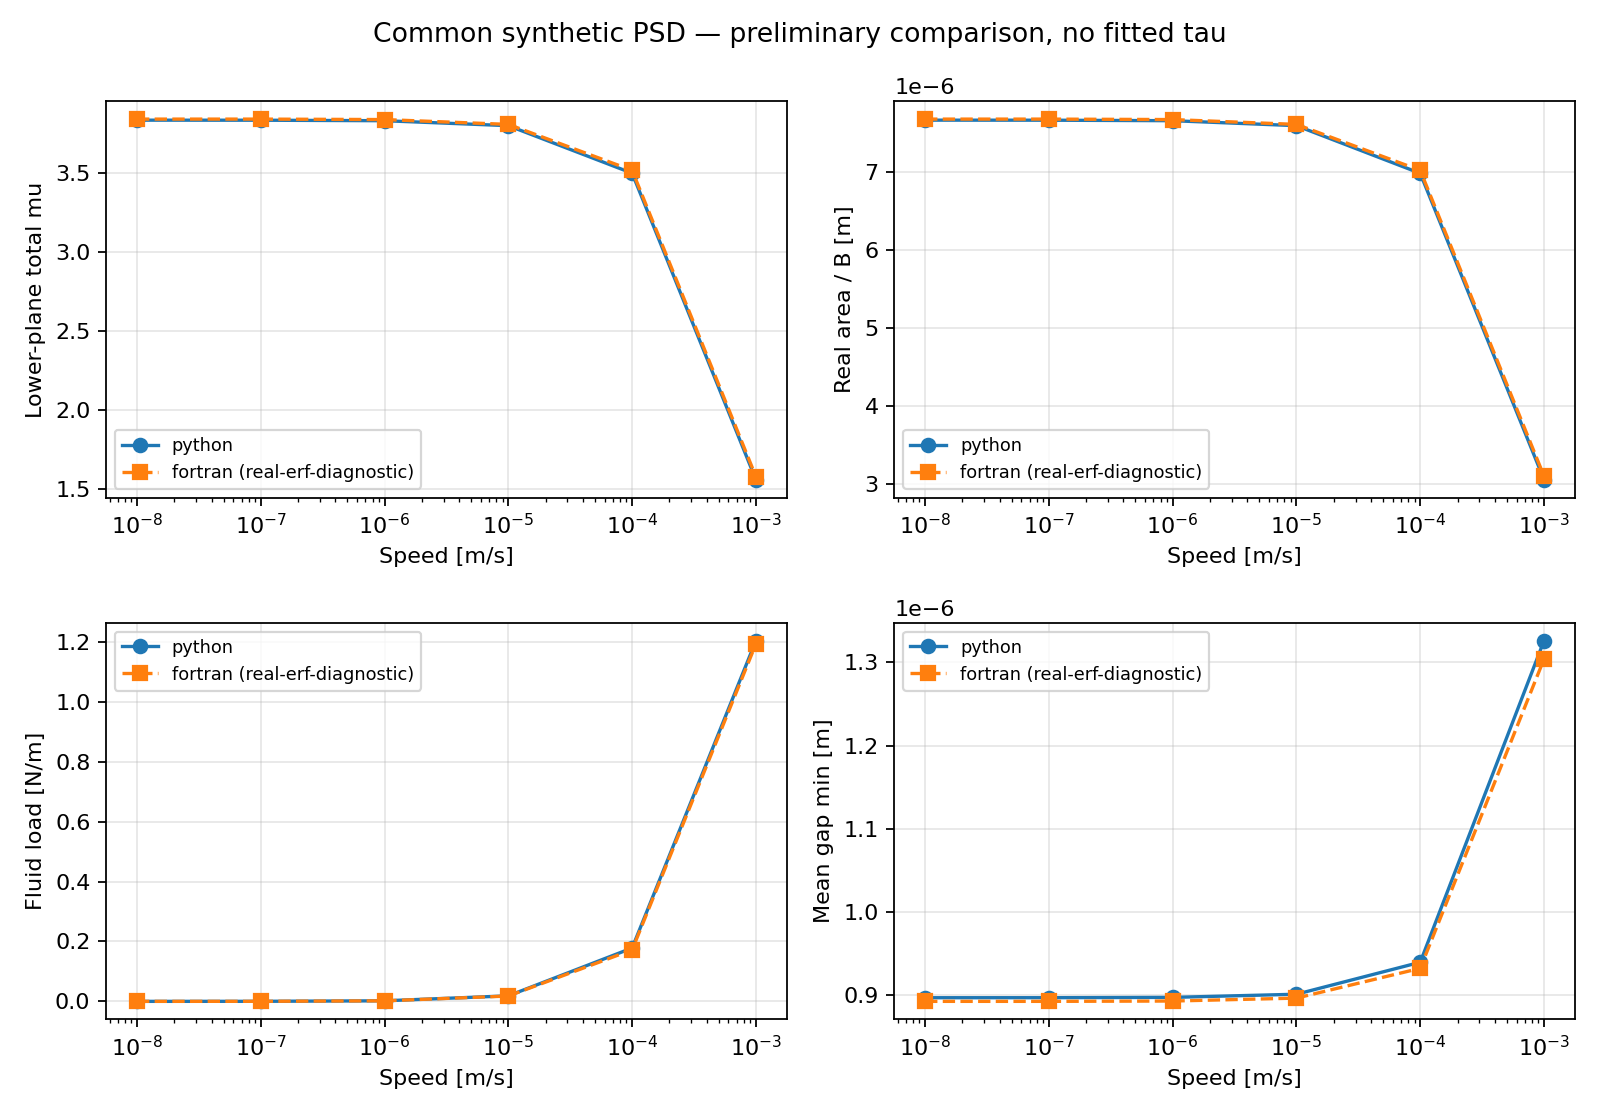 Common synthetic PSD — preliminary comparison, no fitted tau
Lower-plane total mu
3.5
3.0
2.5
2.0
1.5
python
fortran (real-erf-diagnostic)
10⁻⁸ 10⁻⁷ 10⁻⁶ 10⁻⁵ 10⁻⁴ 10⁻³
Speed [m/s]
1e−6
Real area / B [m]
7
6
5
4
3
python
fortran (real-erf-diagnostic)
10⁻⁸ 10⁻⁷ 10⁻⁶ 10⁻⁵ 10⁻⁴ 10⁻³
Speed [m/s]
Fluid load [N/m]
1.2
1.0
0.8
0.6
0.4
0.2
0.0
python
fortran (real-erf-diagnostic)
10⁻⁸ 10⁻⁷ 10⁻⁶ 10⁻⁵ 10⁻⁴ 10⁻³
Speed [m/s]
1e−6
Mean gap min [m]
1.3
1.2
1.1
1.0
0.9
python
fortran (real-erf-diagnostic)
10⁻⁸ 10⁻⁷ 10⁻⁶ 10⁻⁵ 10⁻⁴ 10⁻³
Speed [m/s]